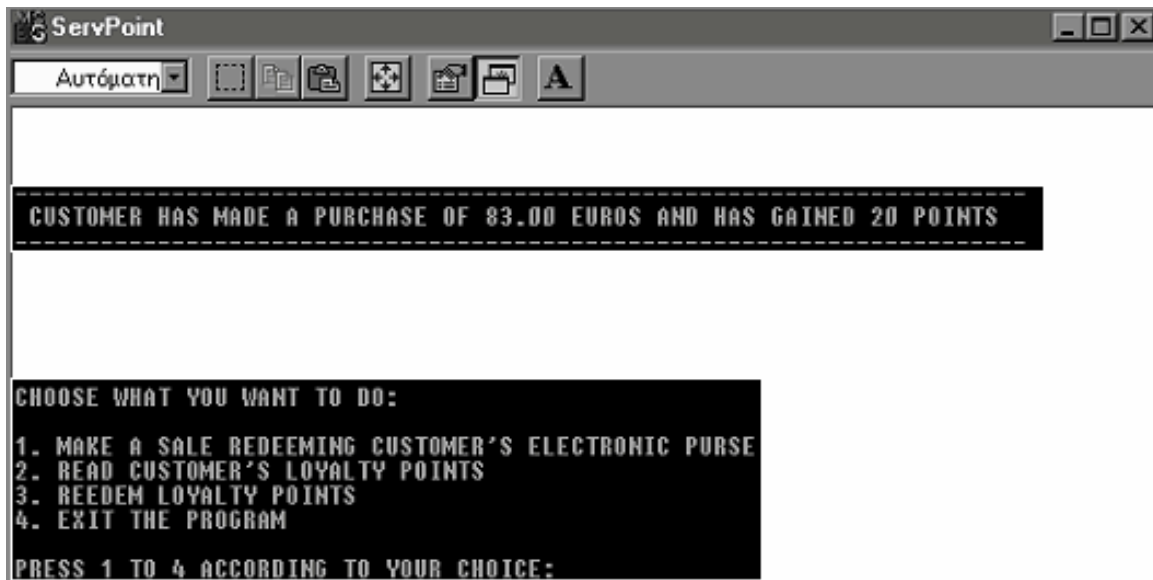 ServPoint
Αυτόματη
A
CUSTOMER HAS MADE A PURCHASE OF 83.00 EUROS AND HAS GAINED 20 POINTS
CHOOSE WHAT YOU WANT TO DO:
1. MAKE A SALE REDEEMING CUSTOMER'S ELECTRONIC PURSE
2. READ CUSTOMER'S LOYALTY POINTS
3. REEDEM LOYALTY POINTS
4. EXIT THE PROGRAM
PRESS 1 TO 4 ACCORDING TO YOUR CHOICE: